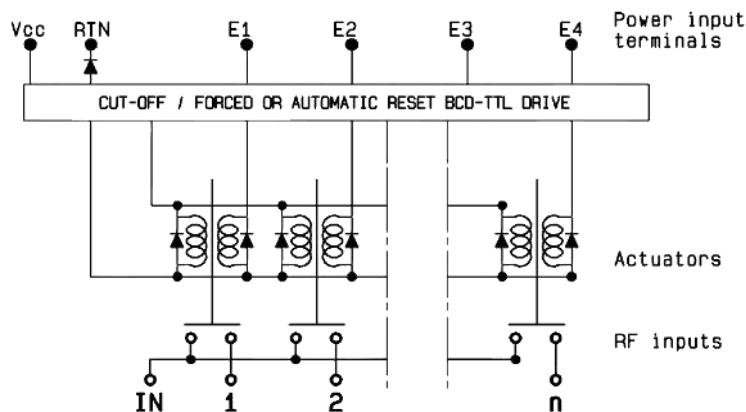 Vcc RTN E1 E2 E3 E4 Power input
terminals
CUT-OFF / FORCED OR AUTOMATIC RESET BCD-TTL DRIVE
Actuators
RF inputs
IN 1 2 n